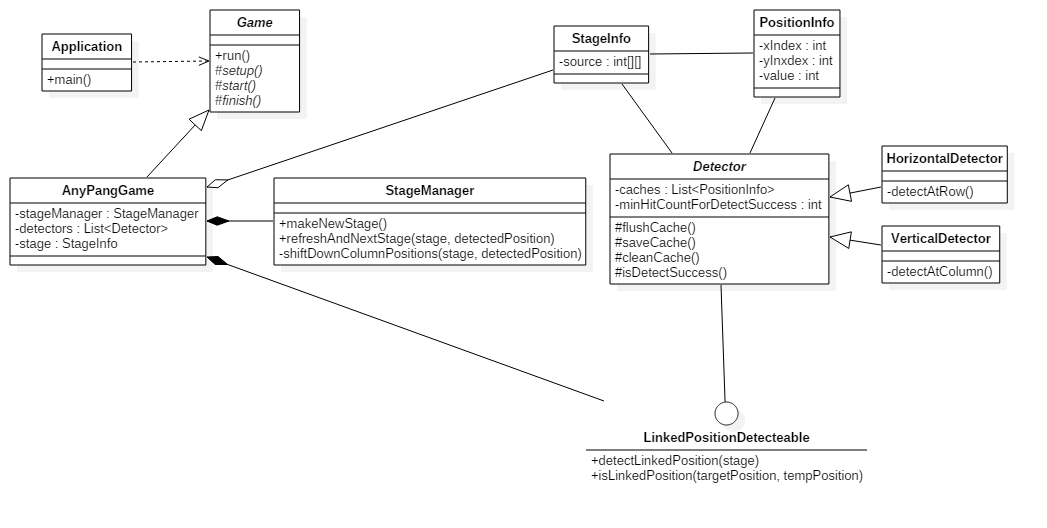 Application
+main()
Game
+run()
#setup()
#start()
#finish()
StageInfo
-source : int[][]
PositionInfo
-xIndex : int
-yInxdex : int
-value : int
AnyPangGame
-stageManager : StageManager
-detectors : List<Detector>
-stage : StageInfo
StageManager
+makeNewStage()
+refreshAndNextStage(stage, detectedPosition)
-shiftDownColumnPositions(stage, detectedPosition)
Detector
-caches : List<PositionInfo>
-minHitCountForDetectSuccess : int
#flushCache()
#saveCache()
#cleanCache()
#isDetectSuccess()
HorizontalDetector
-detectAtRow()
VerticalDetector
-detectAtColumn()
LinkedPositionDetecteable
+detectLinkedPosition(stage)
+isLinkedPosition(targetPosition, tempPosition)